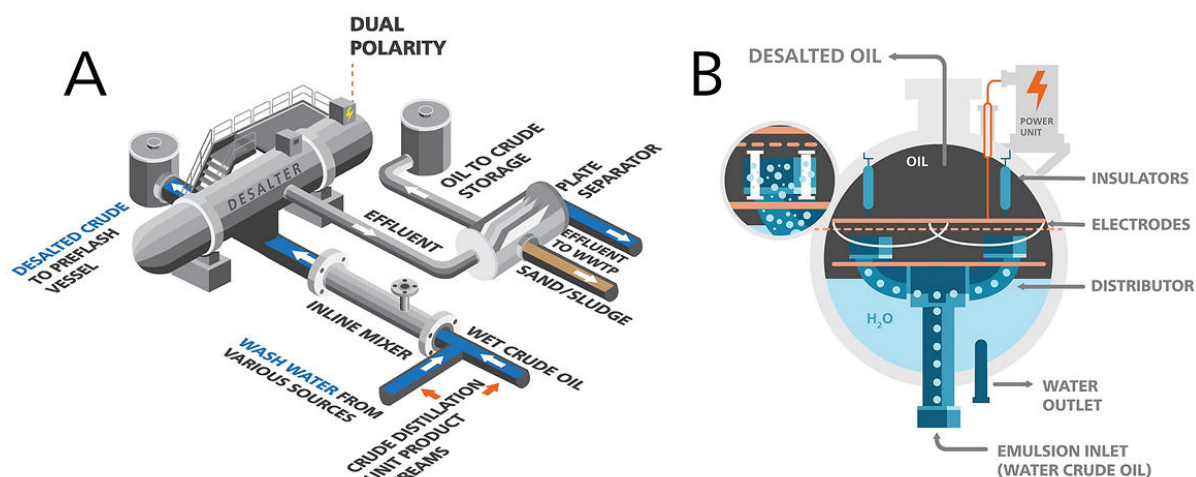 A
DUAL
POLARITY
DESALTER
DESALTED CRUDE
TO PREFLASH
VESSEL
OIL TO CRUDE
STORAGE
PLATE
SEPARATOR
EFFLUENT
EFFLUENT
TO WWTP
SAND/SLUDGE
INLINE MIXER
WET CRUDE OIL
WASH WATER FROM
VARIOUS SOURCES
CRUDE DISTILLATION
UNIT PRODUCT
B
DESALTED OIL
POWER
UNIT
OIL
INSULATORS
ELECTRODES
DISTRIBUTOR
H₂O
WATER
OUTLET
EMULSION INLET
(WATER CRUDE OIL)